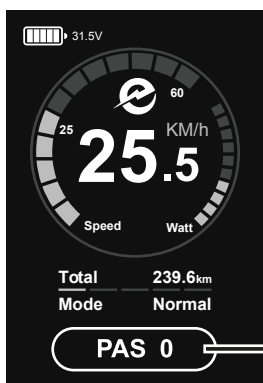 31.5V
60
25
KM/h
25.5
Speed Watt
Total 239.6km
Mode Normal
PAS 0